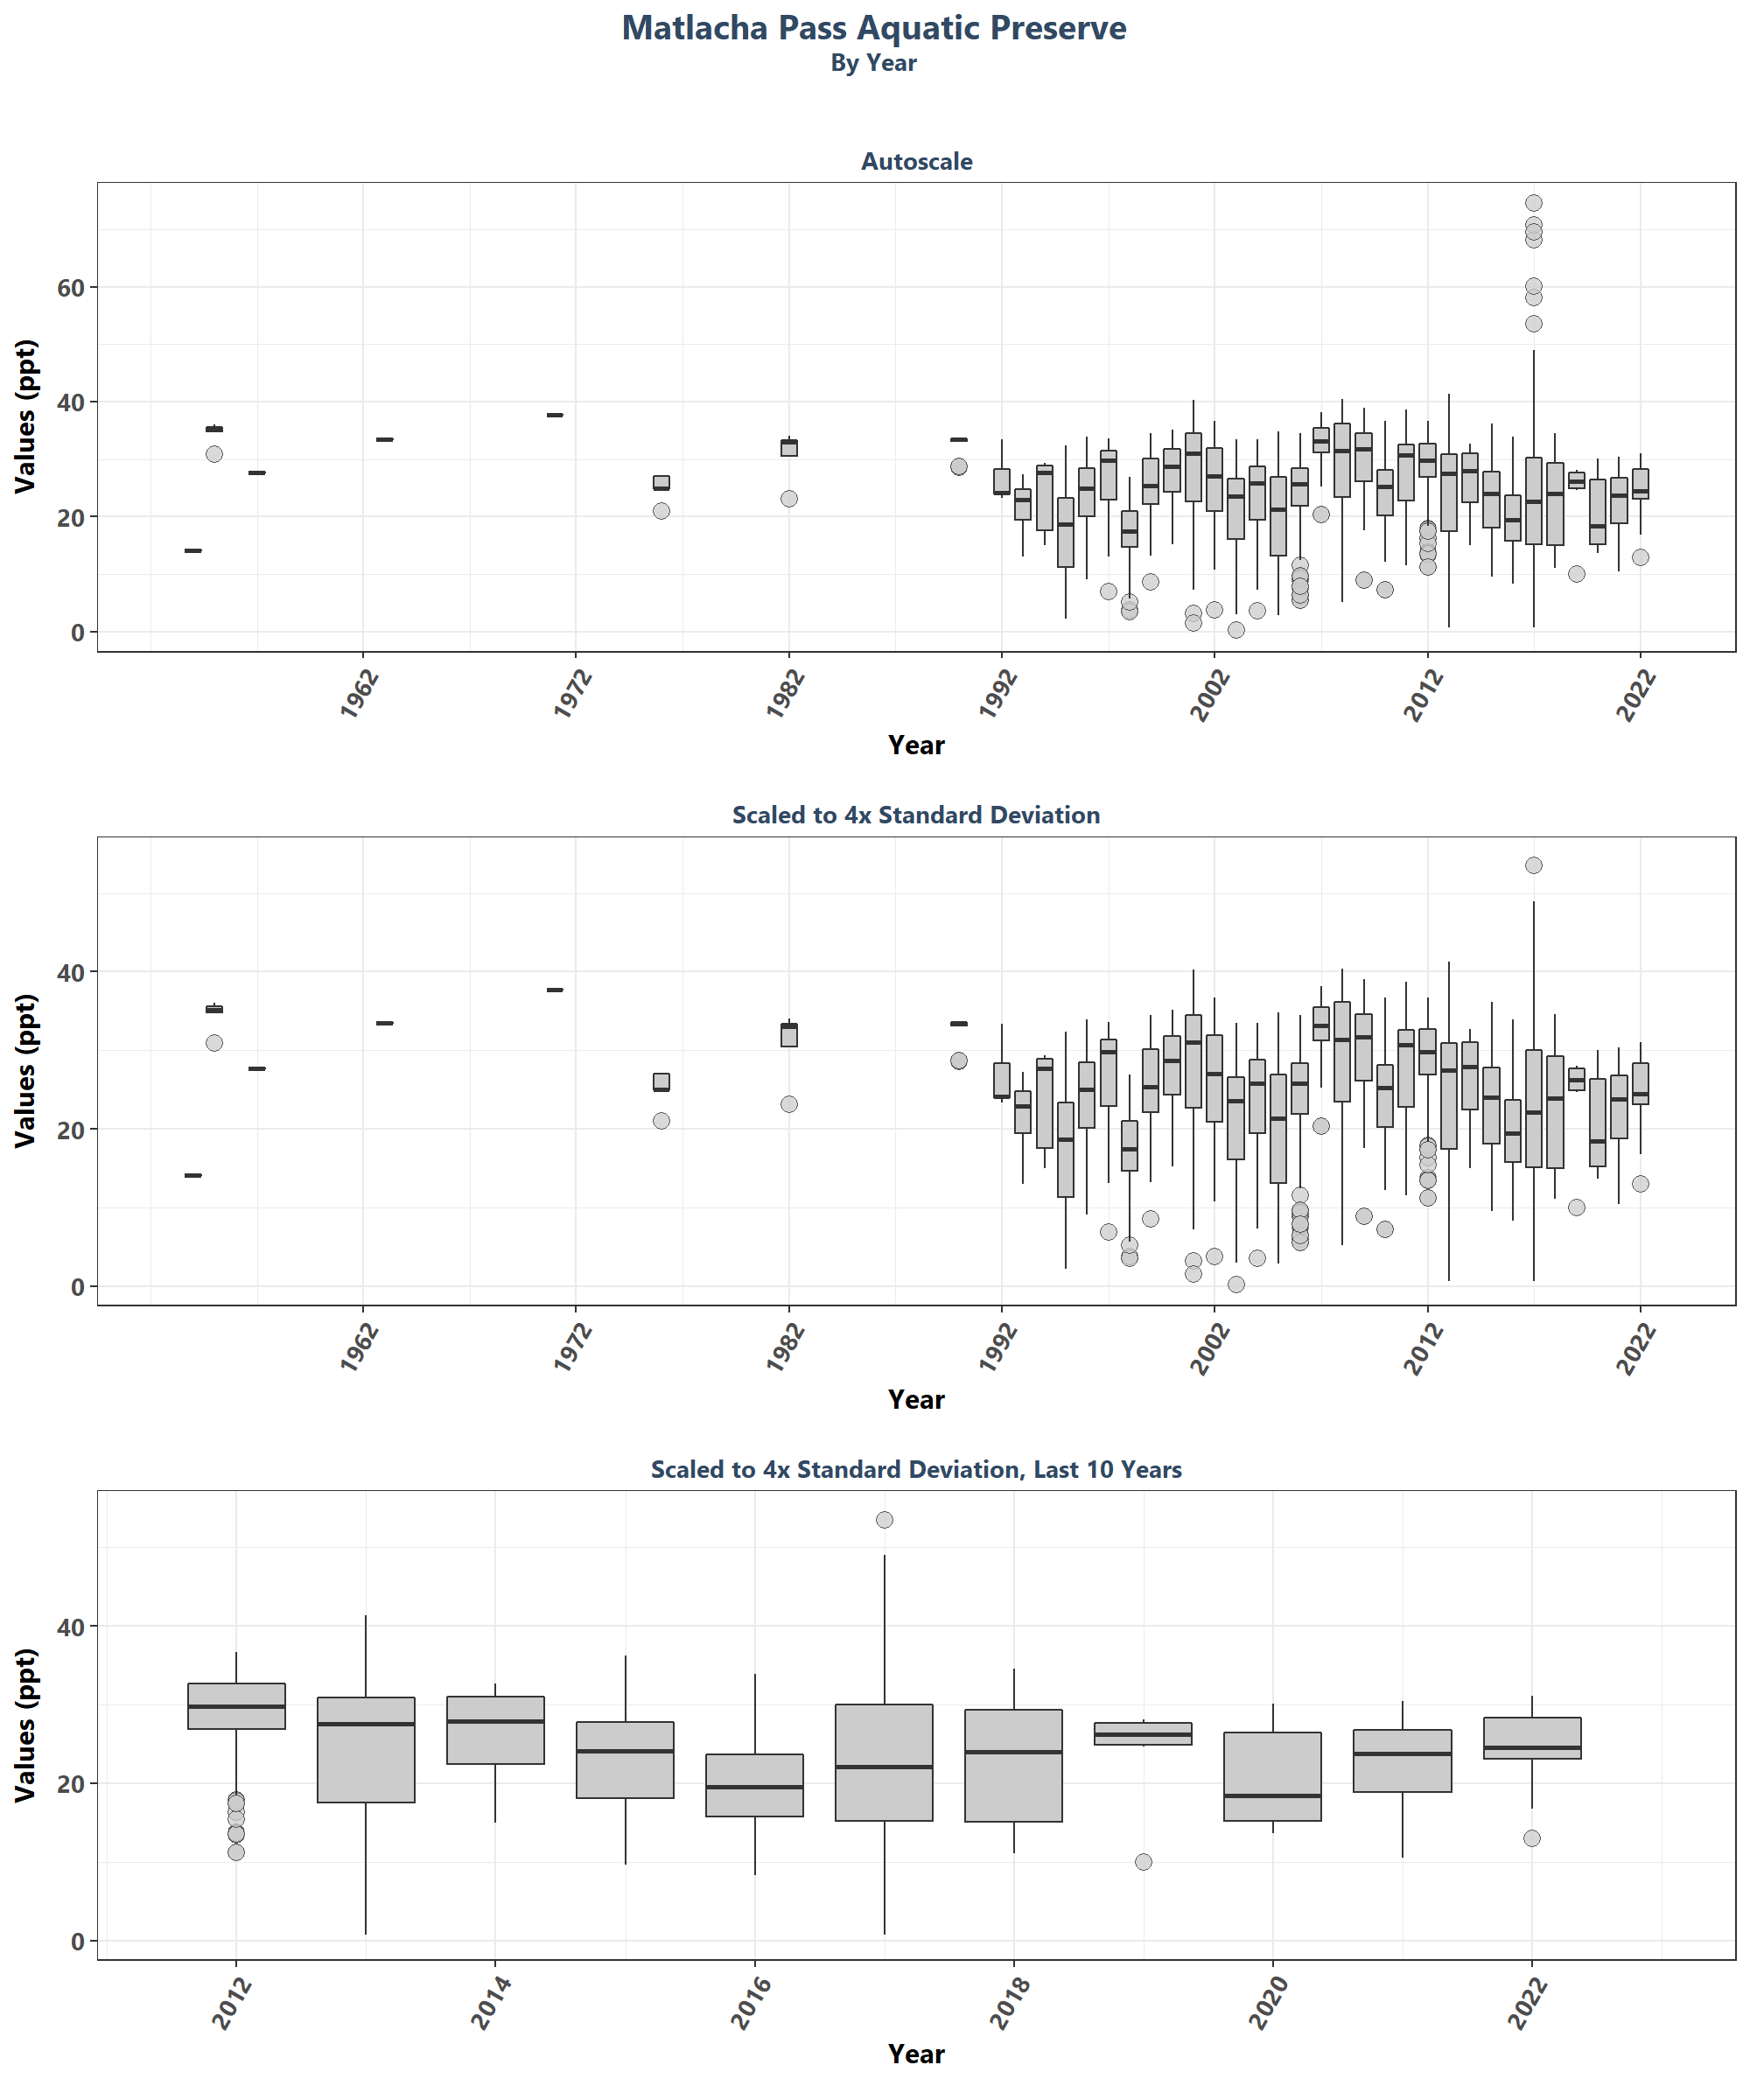 Matlacha Pass Aquatic Preserve
By Year
Autoscale
Values (ppt)
60
40
20
0
1962 1972 1982 1992 2002 2012 2022
Year
Scaled to 4x Standard Deviation
Values (ppt)
40
20
0
1962 1972 1982 1992 2002 2012 2022
Year
Scaled to 4x Standard Deviation, Last 10 Years
Values (ppt)
40
20
0
2012 2014 2016 2018 2020 2022
Year